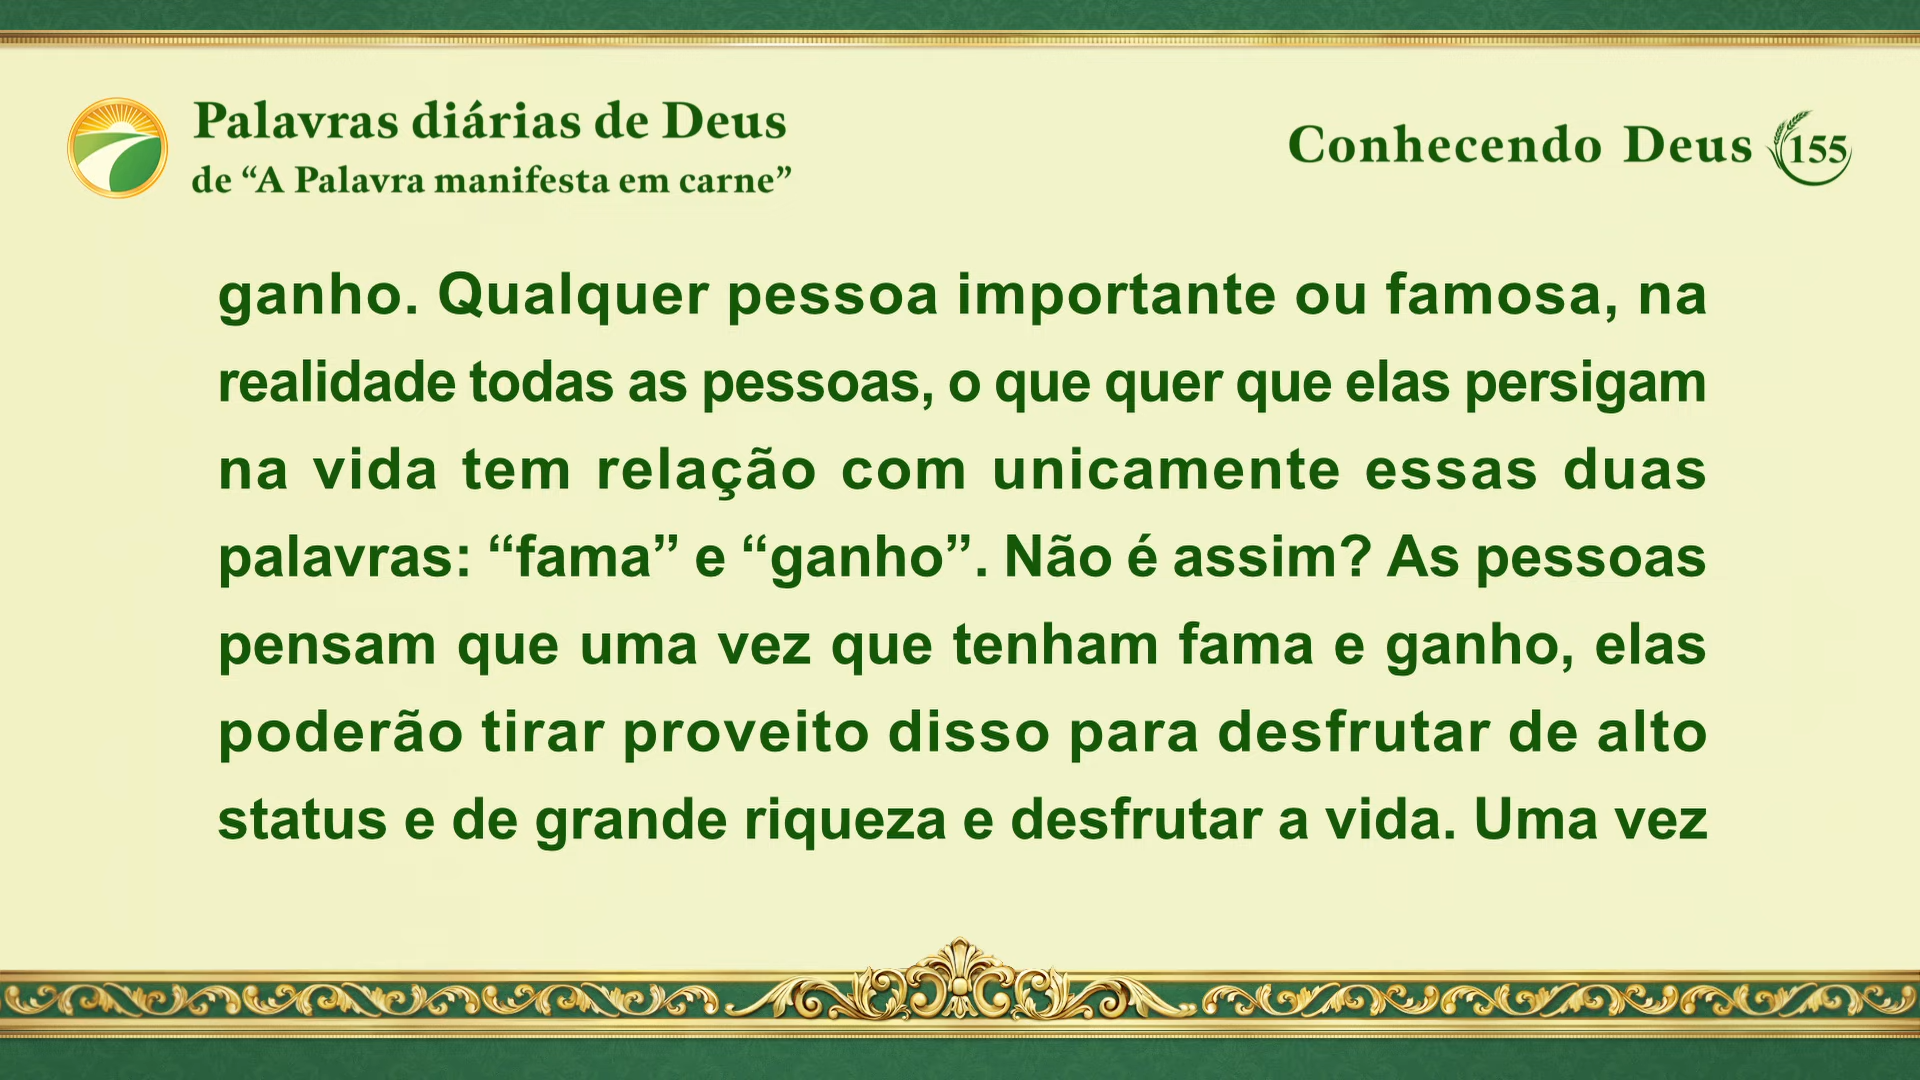 Palavras diárias de Deus
de “A Palavra manifesta em carne”
Conhecendo Deus 155
ganho. Qualquer pessoa importante ou famosa, na
realidade todas as pessoas, o que quer que elas persigam
na vida tem relação com unicamente essas duas
palavras: “fama” e “ganho”. Não é assim? As pessoas
pensam que uma vez que tenham fama e ganho, elas
poderão tirar proveito disso para desfrutar de alto
status e de grande riqueza e desfrutar a vida. Uma vez